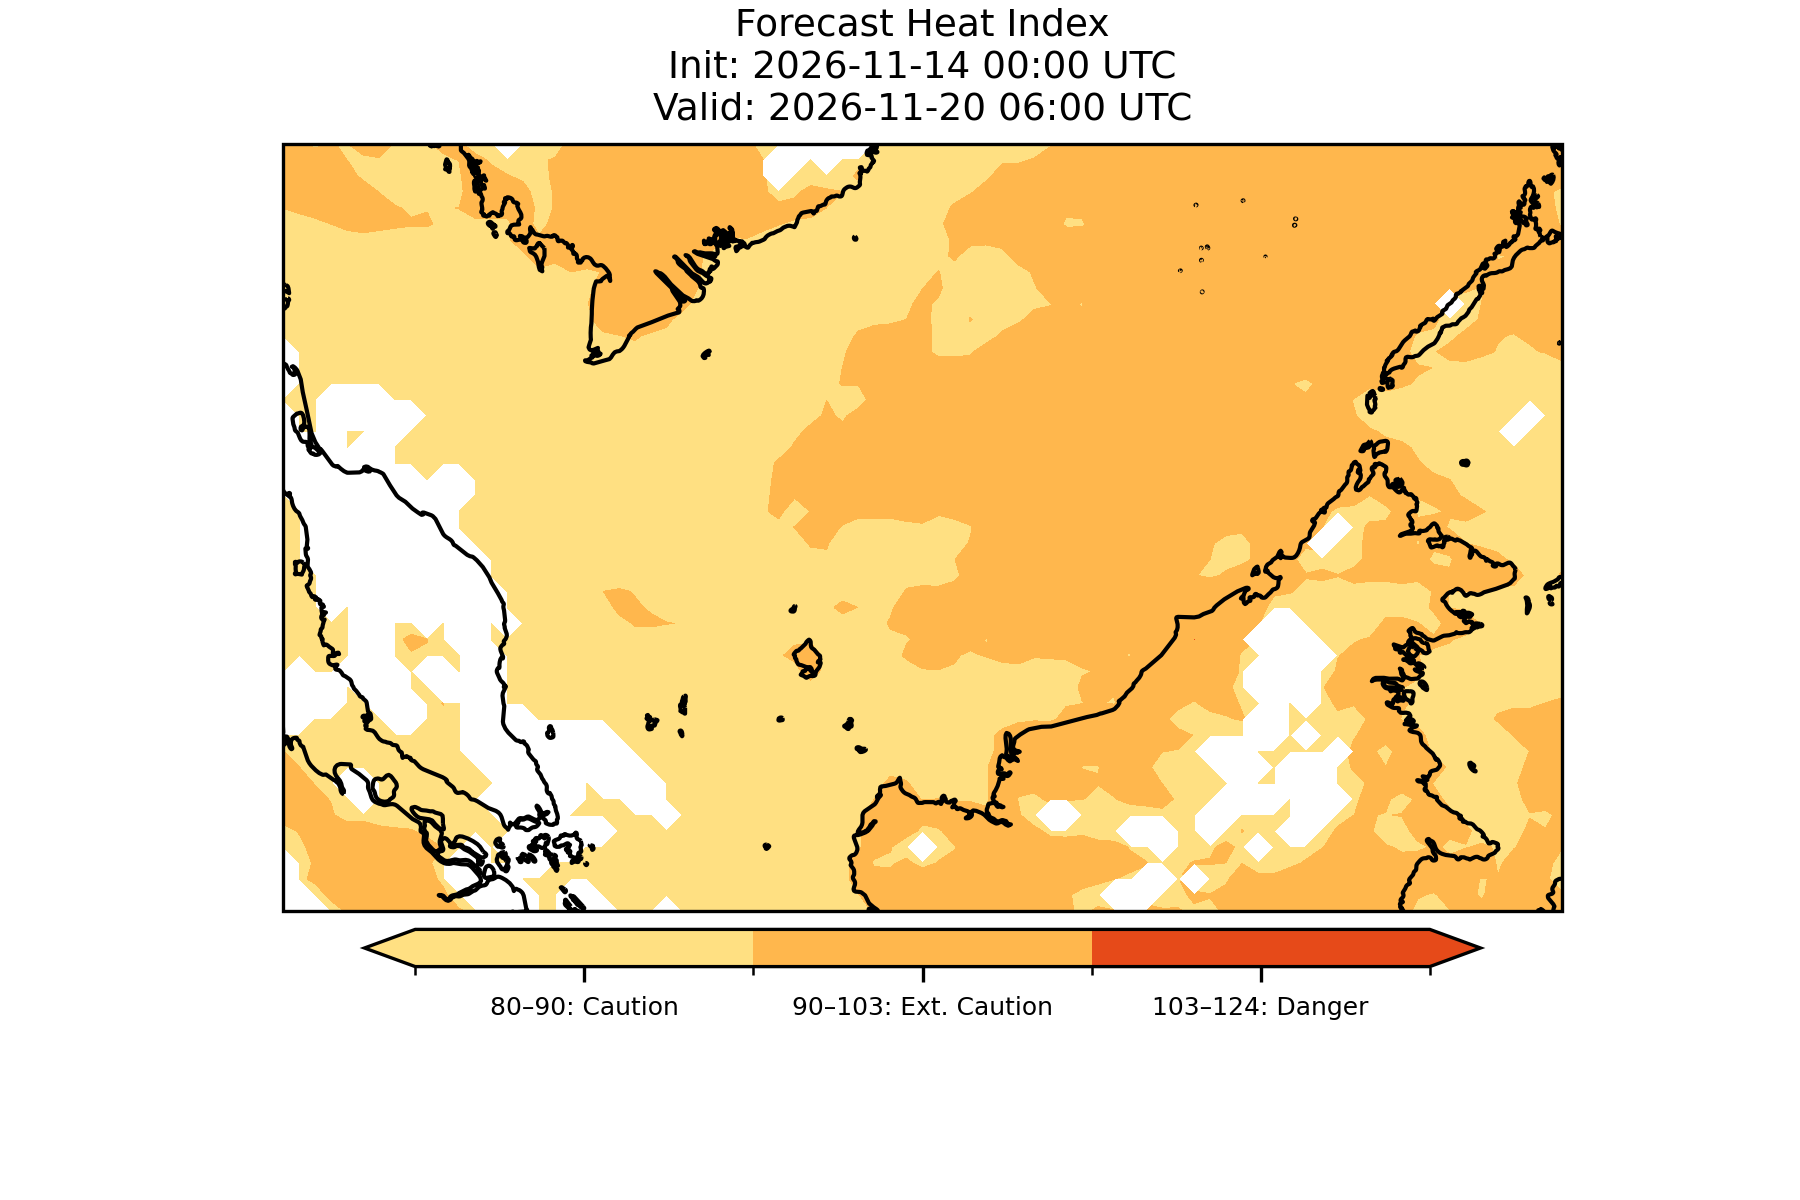 Forecast Heat Index
Init: 2026-11-14 00:00 UTC
Valid: 2026-11-20 06:00 UTC
80–90: Caution
90–103: Ext. Caution
103–124: Danger